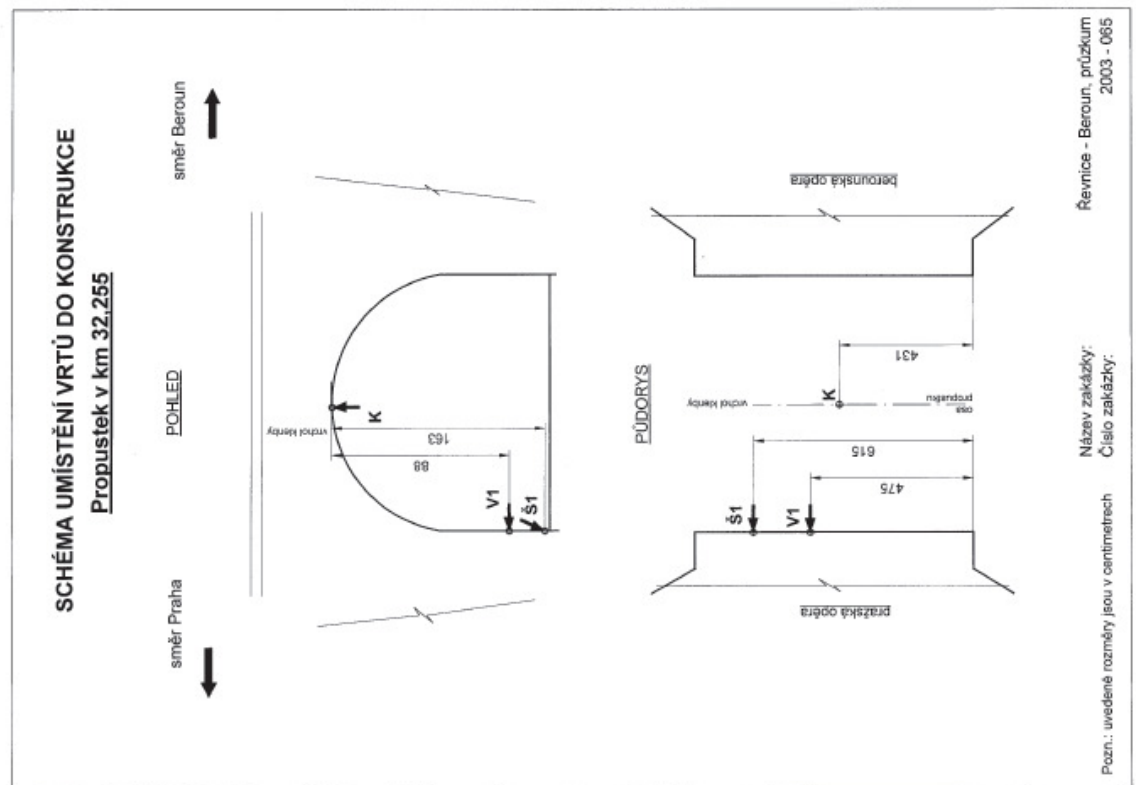 SCHÉMA UMÍSTĚNÍ VRTŮ DO KONSTRUKCE
Propustek v km 32,255
směr Praha
směr Beroun
POHLED
vrchol klenby
K
163
88
V1
Š1
PŮDORYS
berounská opěra
431
K
vrchol klenby
osa
propustku
615
475
Š1
V1
pražská opěra
Pozn.: uvedené rozměry jsou v centimetrech
Název zakázky:
Řevnice - Beroun, průzkum
Číslo zakázky:
2003 - 065